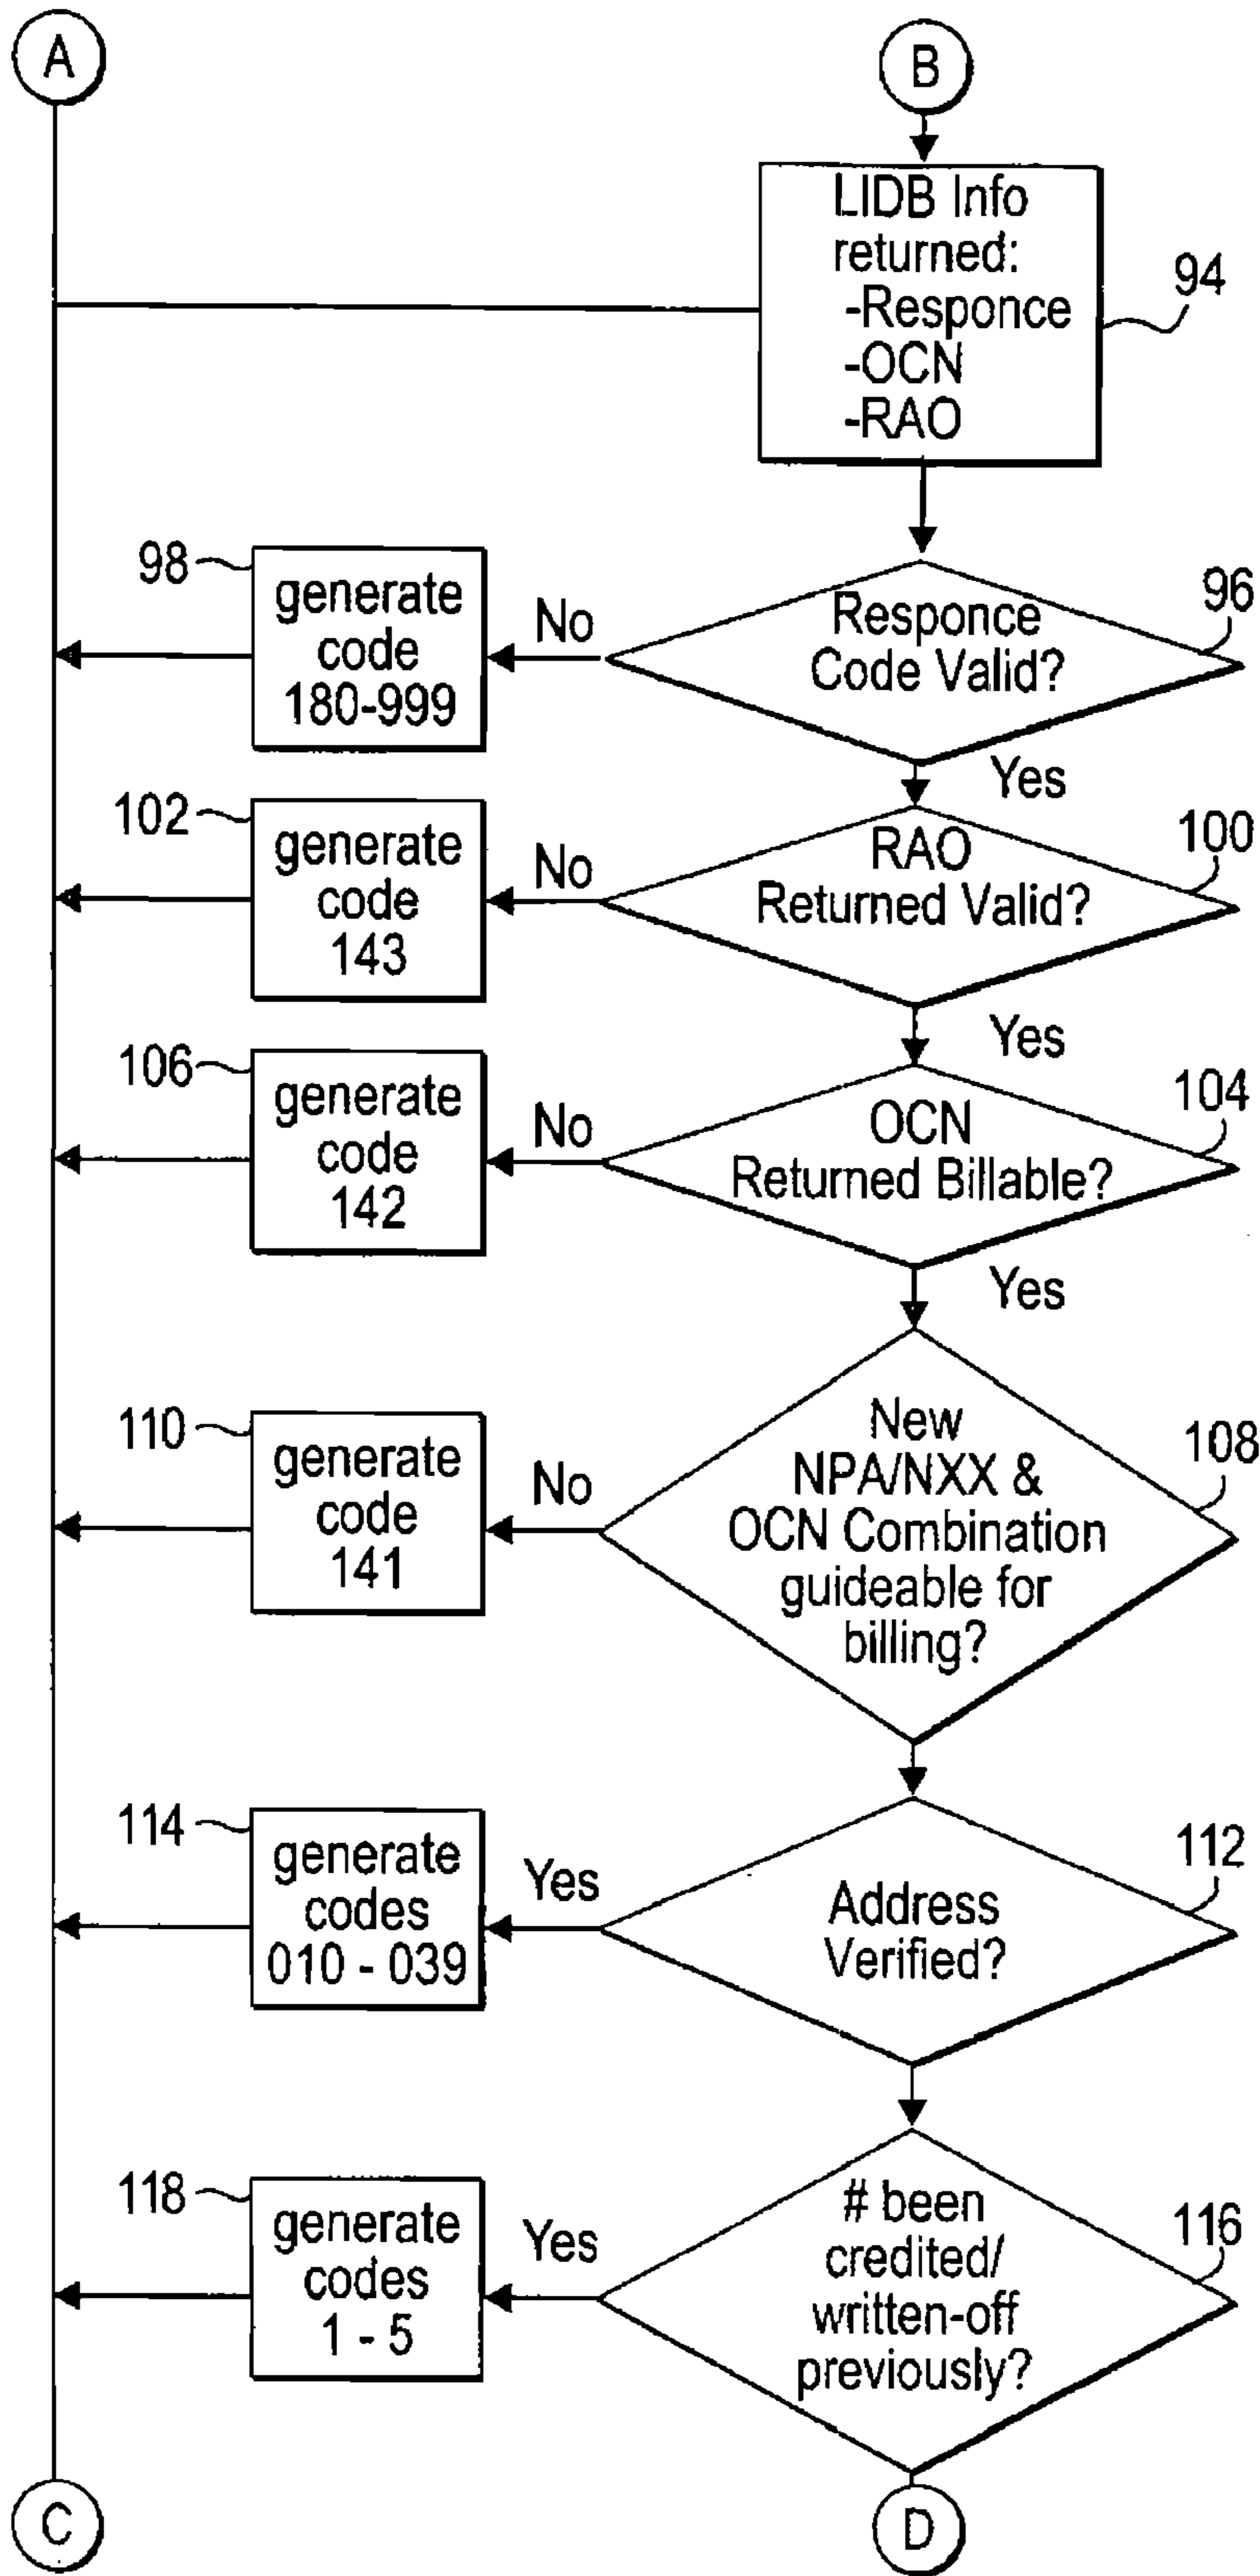 A
B
LIDB Info
returned:
-Responce
-OCN
-RAO
94
98
generate
code
180-999
No
Responce
Code Valid?
96
Yes
102
generate
code
143
No
RAO
Returned Valid?
100
Yes
106
generate
code
142
No
OCN
Returned Billable?
104
Yes
110
generate
code
141
No
New
NPA/NXX &
OCN Combination
guideable for
billing?
108
114
generate
codes
010 - 039
Yes
Address
Verified?
112
118
generate
codes
1 - 5
Yes
# been
credited/
written-off
previously?
116
C
D